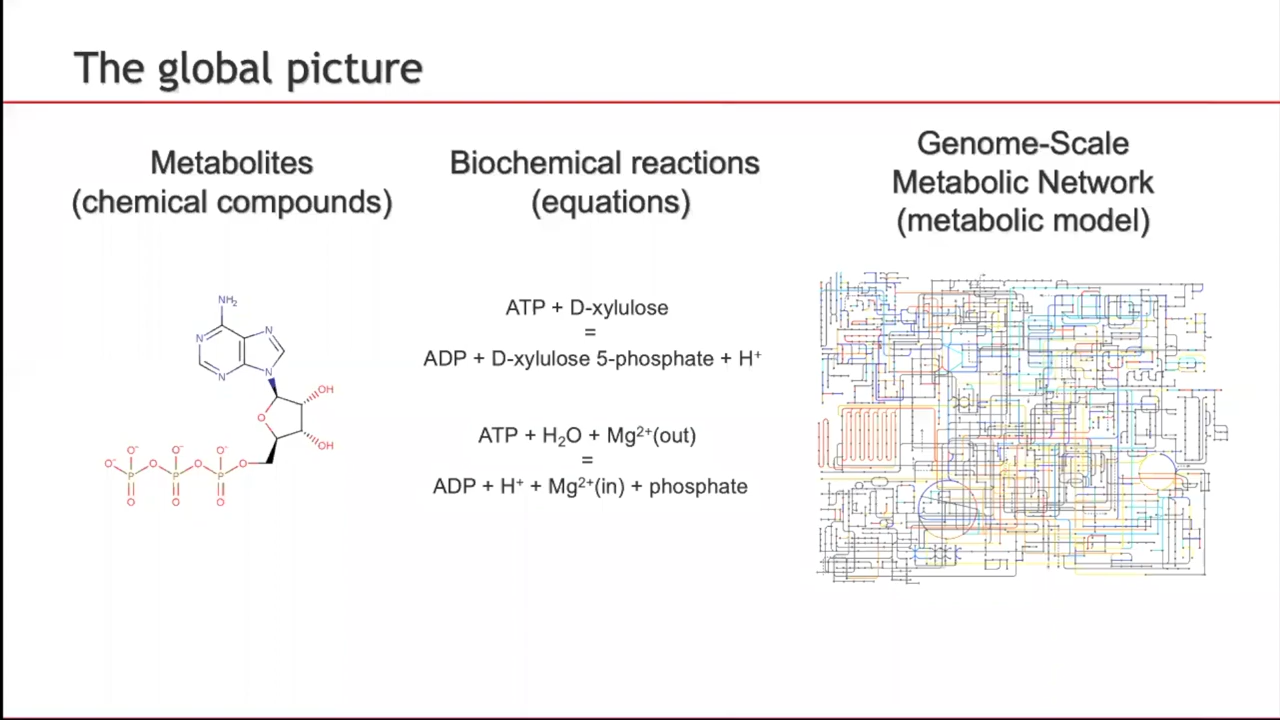 The global picture
Metabolites
(chemical compounds)
Biochemical reactions
(equations)
Genome-Scale
Metabolic Network
(metabolic model)
NH₂
N
N
N
N
OH
OH
O
O⁻
O⁻
O⁻
O⁻
P
O
P
O
P
O
O
O
O
ATP + D-xylulose
=
ADP + D-xylulose 5-phosphate + H⁺
ATP + H₂O + Mg²⁺(out)
=
ADP + H⁺ + Mg²⁺(in) + phosphate